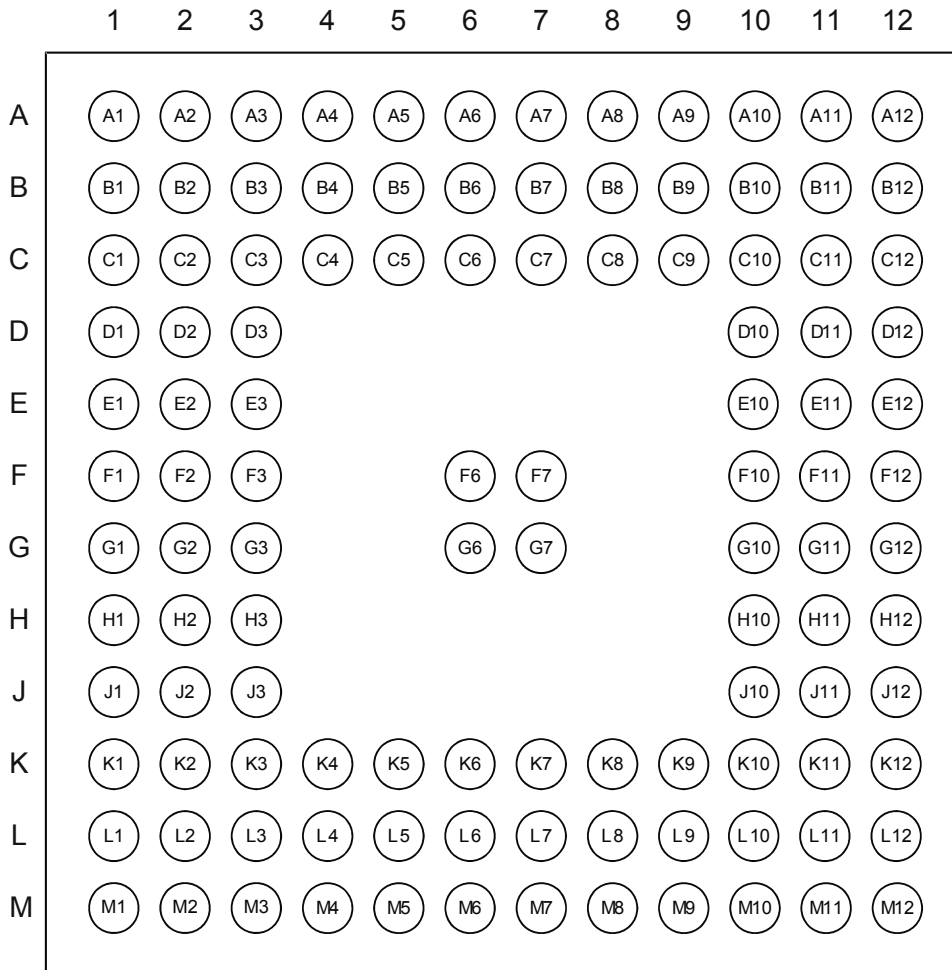 1 2 3 4 5 6 7 8 9 10 11 12
A A1 A2 A3 A4 A5 A6 A7 A8 A9 A10 A11 A12
B B1 B2 B3 B4 B5 B6 B7 B8 B9 B10 B11 B12
C C1 C2 C3 C4 C5 C6 C7 C8 C9 C10 C11 C12
D D1 D2 D3 D10 D11 D12
E E1 E2 E3 E10 E11 E12
F F1 F2 F3 F6 F7 F10 F11 F12
G G1 G2 G3 G6 G7 G10 G11 G12
H H1 H2 H3 H10 H11 H12
J J1 J2 J3 J10 J11 J12
K K1 K2 K3 K4 K5 K6 K7 K8 K9 K10 K11 K12
L L1 L2 L3 L4 L5 L6 L7 L8 L9 L10 L11 L12
M M1 M2 M3 M4 M5 M6 M7 M8 M9 M10 M11 M12